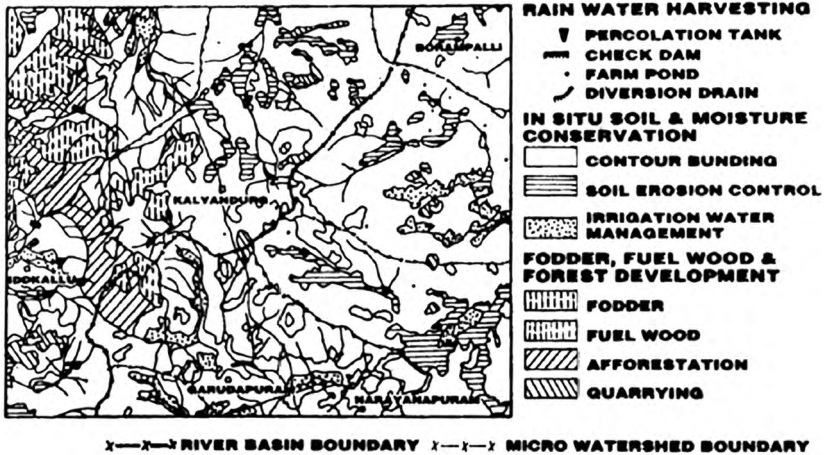 RAIN WATER HARVESTING
PERCOLATION TANK
CHECK DAM
FARM POND
DIVERSION DRAIN
IN SITU SOIL & MOISTURE
CONSERVATION
CONTOUR BUNDING
SOIL EROSION CONTROL
IRRIGATION WATER
MANAGEMENT
FODDER, FUEL WOOD &
FOREST DEVELOPMENT
FODDER
FUEL WOOD
AFFORESTATION
QUARRYING
BORAMPALLI
KALYANDURG
IDDKALLU
GARUDAPURAM
NARAYANAPURAM
X—X—X RIVER BASIN BOUNDARY X—X—X MICRO WATERSHED BOUNDARY